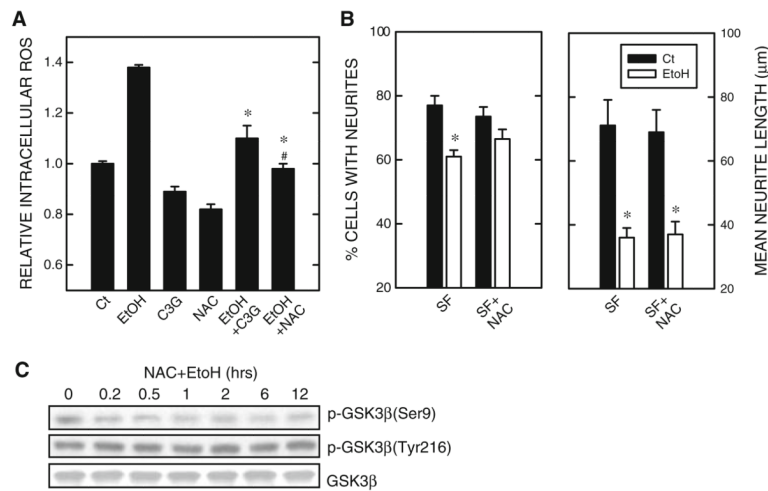 A
RELATIVE INTRACELLULAR ROS
1.4
1.2
1.0
0.8
0.6
*
*
#
Ct
EtOH
C3G
NAC
EtOH
+C3G
EtOH
+NAC
B
% CELLS WITH NEURITES
100
80
60
40
20
*
SF
SF+
NAC
Ct
EtoH
*
*
SF
SF+
NAC
100
80
60
40
20
MEAN NEURITE LENGTH (μm)
C
NAC+EtoH (hrs)
0 0.2 0.5 1 2 6 12
p-GSK3β(Ser9)
p-GSK3β(Tyr216)
GSK3β